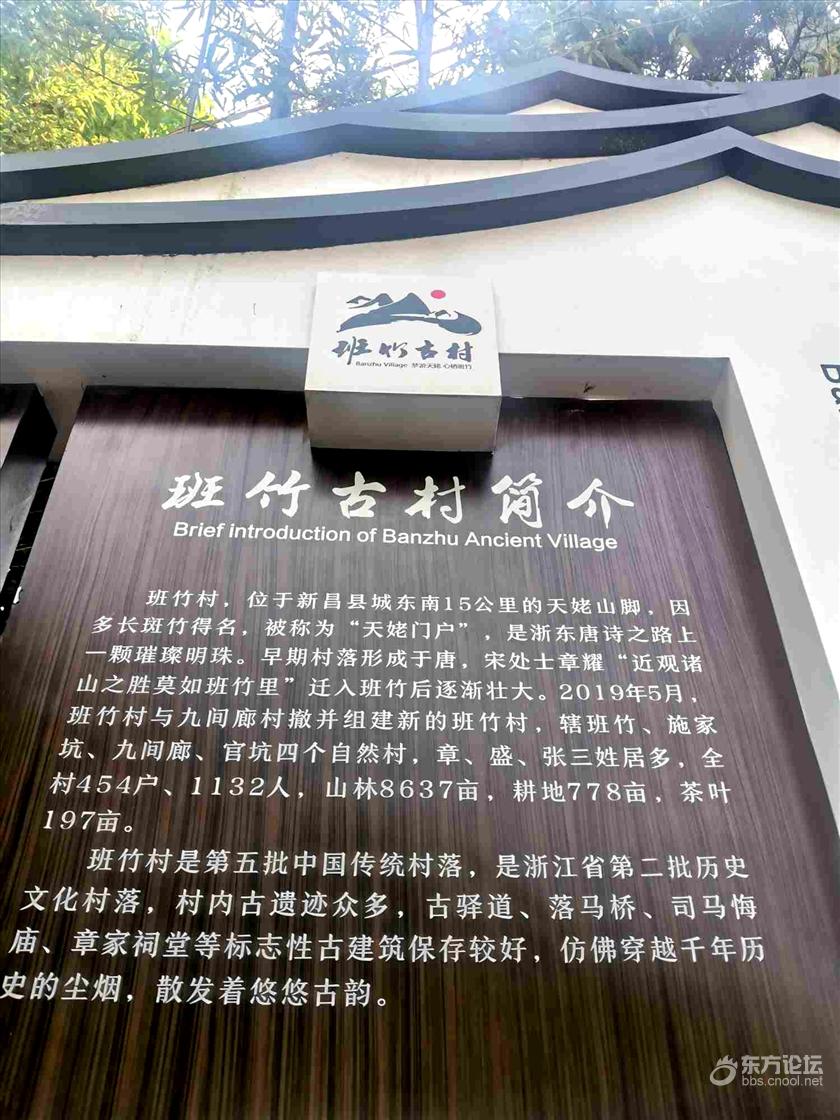 班竹古村
Banzhu Village 梦游天姥 心栖班竹
班竹古村简介
Brief introduction of Banzhu Ancient Village
班竹村，位于新昌县城东南15公里的天姥山脚，因
多长斑竹得名，被称为“天姥门户”，是浙东唐诗之路上
一颗璀璨明珠。早期村落形成于唐，宋处士章耀“近观诸
山之胜莫如班竹里”迁入班竹后逐渐壮大。2019年5月，
班竹村与九间廊村撤并组建新的班竹村，辖班竹、施家
坑、九间廊、官坑四个自然村，章、盛、张三姓居多，全
村454户、1132人，山林8637亩，耕地778亩，茶叶
197亩。
班竹村是第五批中国传统村落，是浙江省第二批历史
文化村落，村内古遗迹众多，古驿道、落马桥、司马悔
庙、章家祠堂等标志性古建筑保存较好，仿佛穿越千年历
史的尘烟，散发着悠悠古韵。
东方论坛
bbs.cnool.net